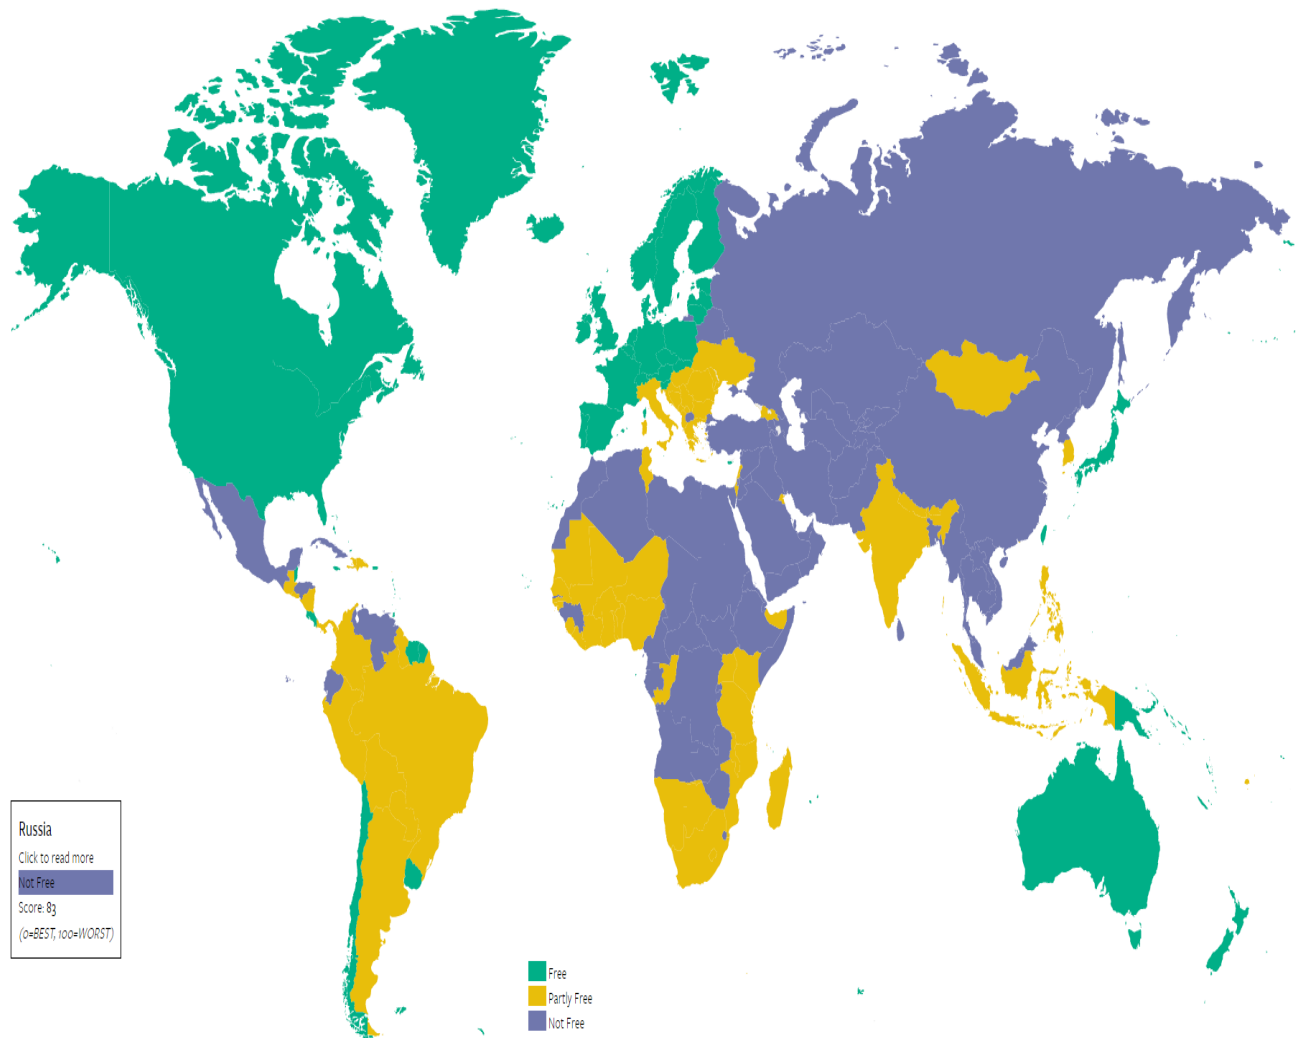 Russia
Click to read more
Not Free
Score: 83
(0=BEST, 100=WORST)
Free
Partly Free
Not Free